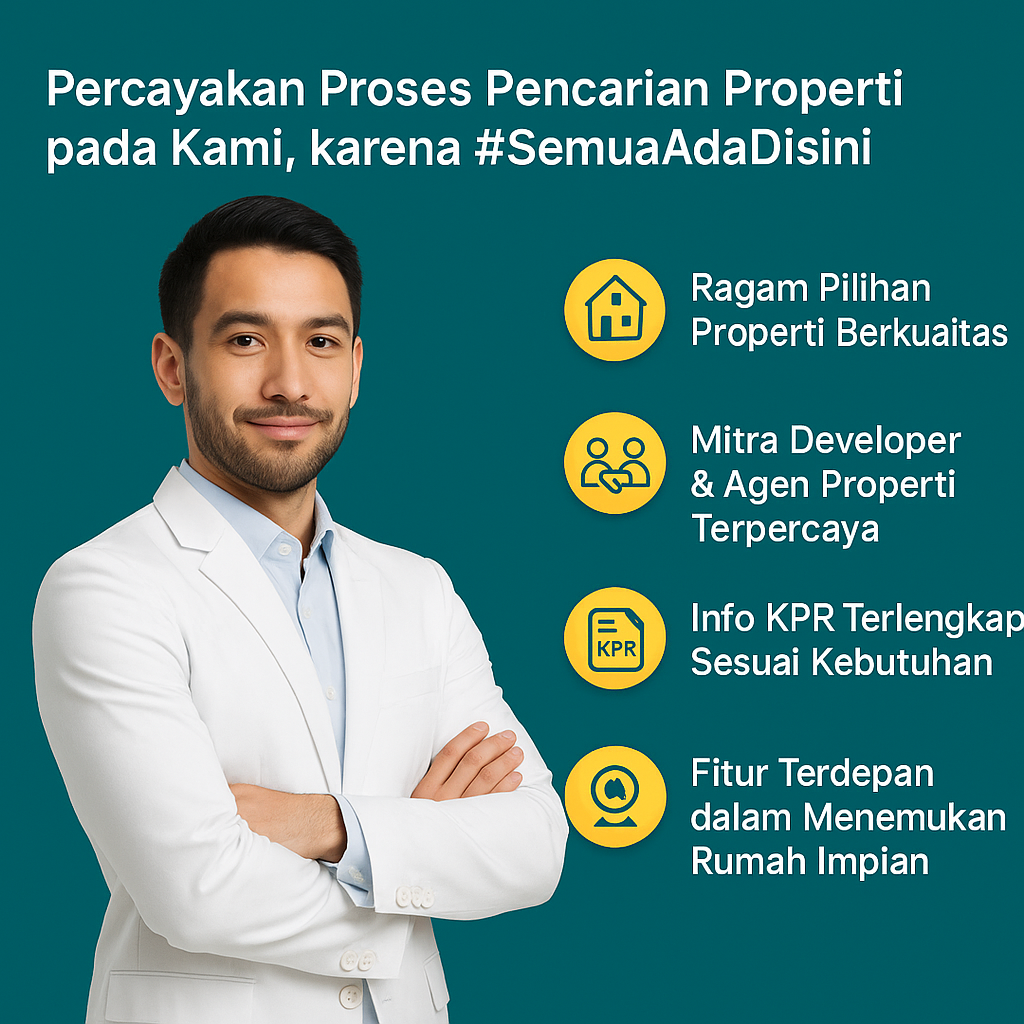 Percayakan Proses Pencarian Properti
pada Kami, karena #SemuaAdaDisini
Ragam Pilihan
Properti Berkuaitas
Mitra Developer
& Agen Properti
Terpercaya
KPR
Info KPR Terlengkap
Sesuai Kebutuhan
Fitur Terdepan
dalam Menemukan
Rumah Impian